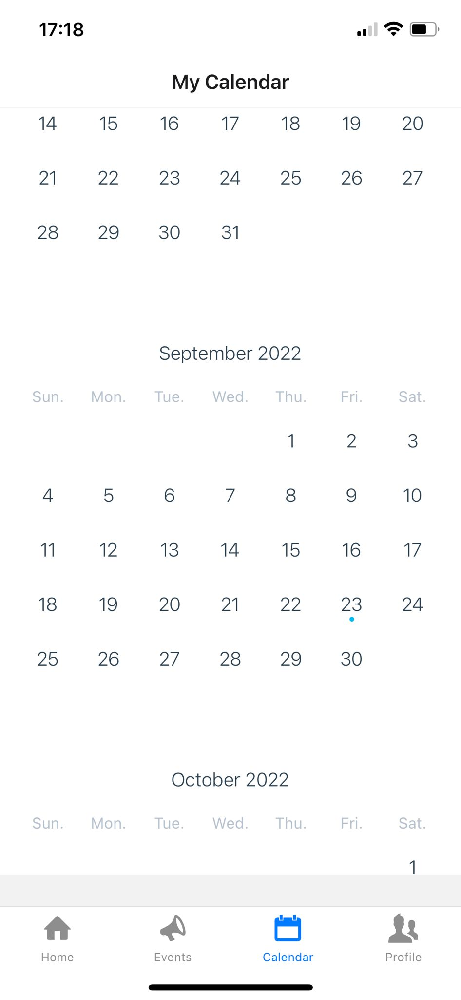 17:18
My Calendar
14 15 16 17 18 19 20
21 22 23 24 25 26 27
28 29 30 31
September 2022
Sun. Mon. Tue. Wed. Thu. Fri. Sat.
1 2 3
4 5 6 7 8 9 10
11 12 13 14 15 16 17
18 19 20 21 22 23 24
25 26 27 28 29 30
October 2022
Sun. Mon. Tue. Wed. Thu. Fri. Sat.
1
Home Events Calendar Profile